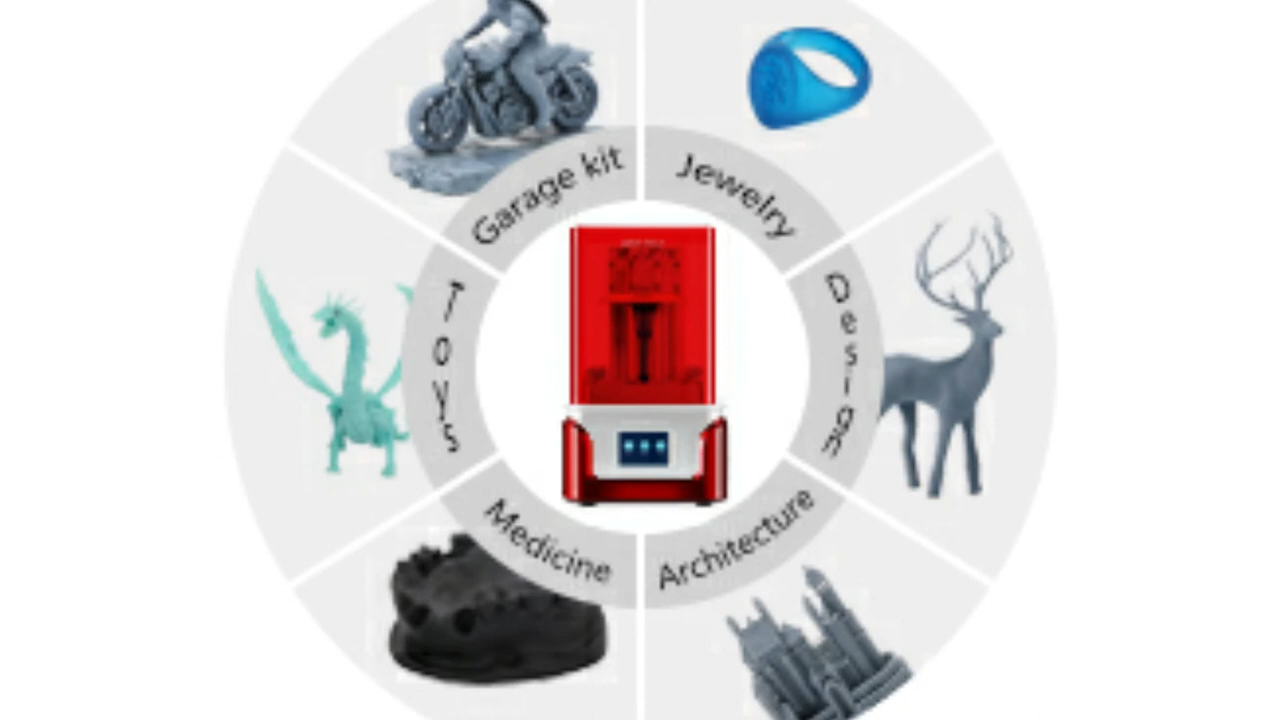 Garage kit
Jewelry
Toys
Design
Medicine
Architecture